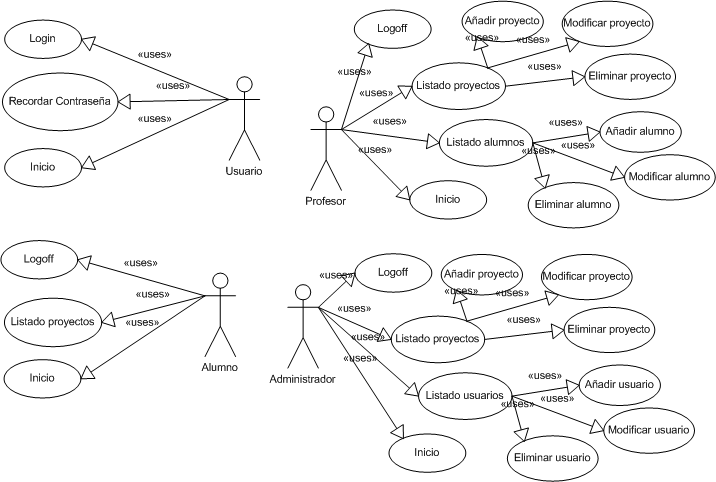 Login
«uses»
Recordar Contraseña
«uses»
«uses»
Inicio
Usuario
Logoff
Añadir proyecto
Modificar proyecto
«uses»
«uses»
«uses»
«uses»
Listado proyectos
«uses»
Eliminar proyecto
«uses»
Profesor
«uses»
Listado alumnos
«uses»
Añadir alumno
«uses»
«uses»
Modificar alumno
Eliminar alumno
«uses»
Inicio
Logoff
«uses»
Listado proyectos
«uses»
«uses»
Inicio
Alumno
Logoff
«uses»
Añadir proyecto
«uses»
Modificar proyecto
«uses»
«uses»
Listado proyectos
«uses»
Eliminar proyecto
Administrador
«uses»
«uses»
Listado usuarios
«uses»
Añadir usuario
«uses»
«uses»
Modificar usuario
Eliminar usuario
Inicio